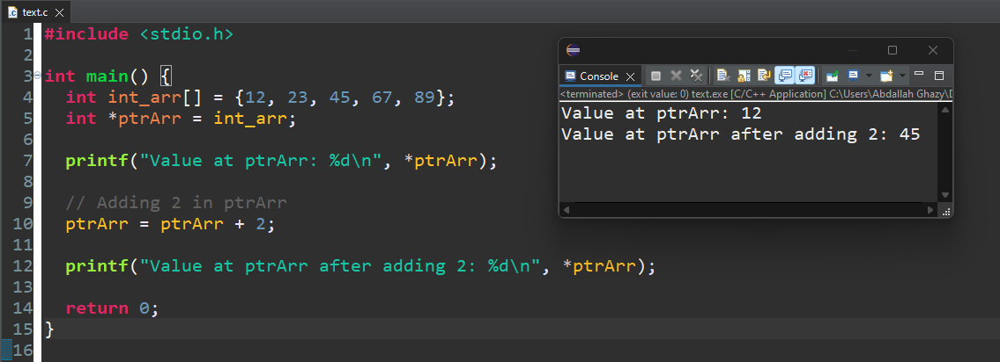 text.c
1 #include <stdio.h>
2
3 int main() {
4 int int_arr[] = {12, 23, 45, 67, 89};
5 int *ptrArr = int_arr;
6
7 printf("Value at ptrArr: %d\n", *ptrArr);
8
9 // Adding 2 in ptrArr
10 ptrArr = ptrArr + 2;
11
12 printf("Value at ptrArr after adding 2: %d\n", *ptrArr);
13
14 return 0;
15 }
16
Console
<terminated> (exit value: 0) text.exe [C/C++ Application] C:\Users\Abdallah Ghazy\
Value at ptrArr: 12
Value at ptrArr after adding 2: 45